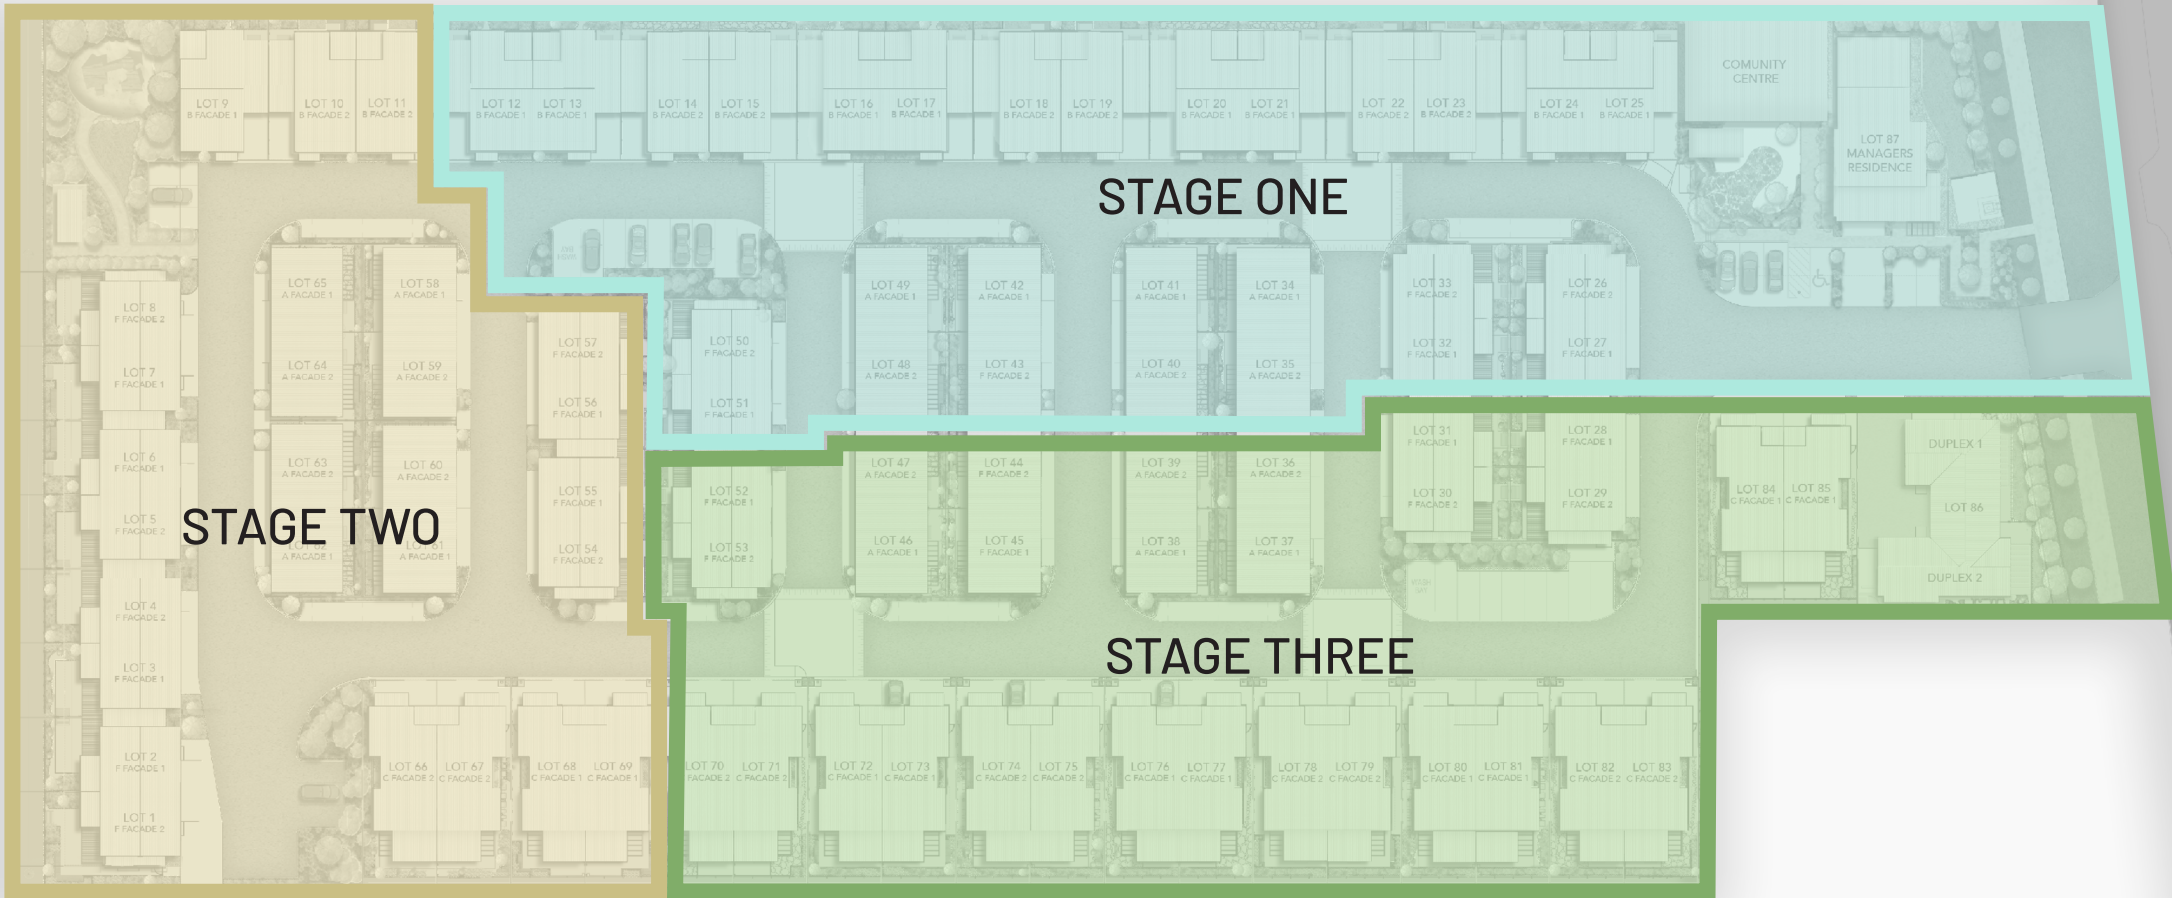 LOT 9
B FACADE 1
LOT 10
B FACADE 2
LOT 11
B FACADE 2
LOT 12
B FACADE 1
LOT 13
B FACADE 1
LOT 14
B FACADE 2
LOT 15
B FACADE 2
LOT 16
B FACADE 1
LOT 17
B FACADE 1
LOT 18
B FACADE 2
LOT 19
B FACADE 2
LOT 20
B FACADE 1
LOT 21
B FACADE 1
LOT 22
B FACADE 2
LOT 23
B FACADE 2
LOT 24
B FACADE 1
LOT 25
B FACADE 1
COMUNITY
CENTRE
LOT 87
MANAGERS
RESIDENCE
STAGE ONE
LOT 8
F FACADE 2
LOT 7
F FACADE 1
LOT 65
A FACADE 1
LOT 58
A FACADE 1
LOT 64
A FACADE 2
LOT 59
A FACADE 2
LOT 57
F FACADE 2
LOT 56
F FACADE 1
LOT 50
F FACADE 2
LOT 51
F FACADE 1
LOT 49
A FACADE 1
LOT 42
A FACADE 1
LOT 48
A FACADE 2
LOT 43
A FACADE 2
LOT 41
A FACADE 1
LOT 34
A FACADE 1
LOT 40
A FACADE 2
LOT 35
A FACADE 2
LOT 33
F FACADE 2
LOT 26
F FACADE 2
LOT 32
F FACADE 1
LOT 27
F FACADE 1
LOT 6
F FACADE 1
LOT 5
F FACADE 2
LOT 63
A FACADE 2
LOT 60
A FACADE 2
STAGE TWO
LOT 62
A FACADE 1
LOT 61
A FACADE 1
LOT 55
F FACADE 1
LOT 54
F FACADE 2
LOT 52
F FACADE 1
LOT 53
F FACADE 2
LOT 47
A FACADE 2
LOT 44
F FACADE 2
LOT 46
A FACADE 1
LOT 45
F FACADE 1
LOT 39
A FACADE 2
LOT 36
A FACADE 2
LOT 38
A FACADE 1
LOT 37
A FACADE 1
LOT 31
F FACADE 1
LOT 28
F FACADE 1
LOT 30
F FACADE 2
LOT 29
F FACADE 2
LOT 84
C FACADE 1
LOT 85
C FACADE 1
DUPLEX 1
LOT 86
DUPLEX 2
STAGE THREE
LOT 4
F FACADE 2
LOT 3
F FACADE 1
LOT 2
F FACADE 1
LOT 1
F FACADE 2
LOT 66
C FACADE 2
LOT 67
C FACADE 2
LOT 68
C FACADE 1
LOT 69
C FACADE 1
LOT 70
FACADE 2
LOT 71
C FACADE 2
LOT 72
C FACADE 1
LOT 73
C FACADE 1
LOT 74
C FACADE 2
LOT 75
C FACADE 2
LOT 76
C FACADE 1
LOT 77
C FACADE 1
LOT 78
C FACADE 2
LOT 79
C FACADE 2
LOT 80
C FACADE 1
LOT 81
C FACADE 1
LOT 82
C FACADE 2
LOT 83
C FACADE 2